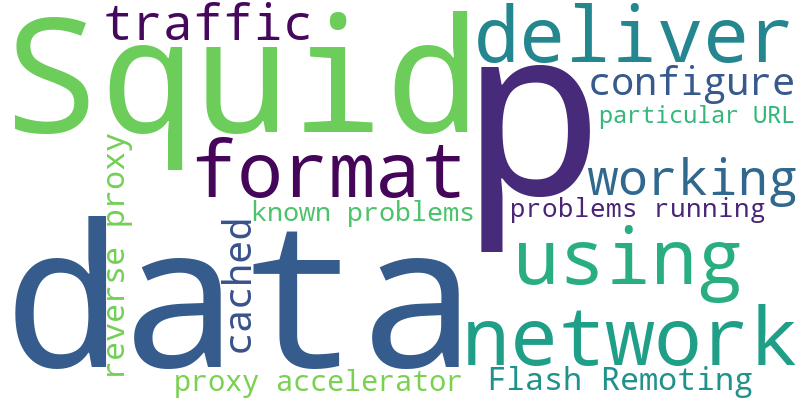 traffic
Squid
deliver
p
configure
particular URL
format
working
reverse proxy
known problems
problems running
cached
data
using
network
proxy accelerator
Flash Remoting